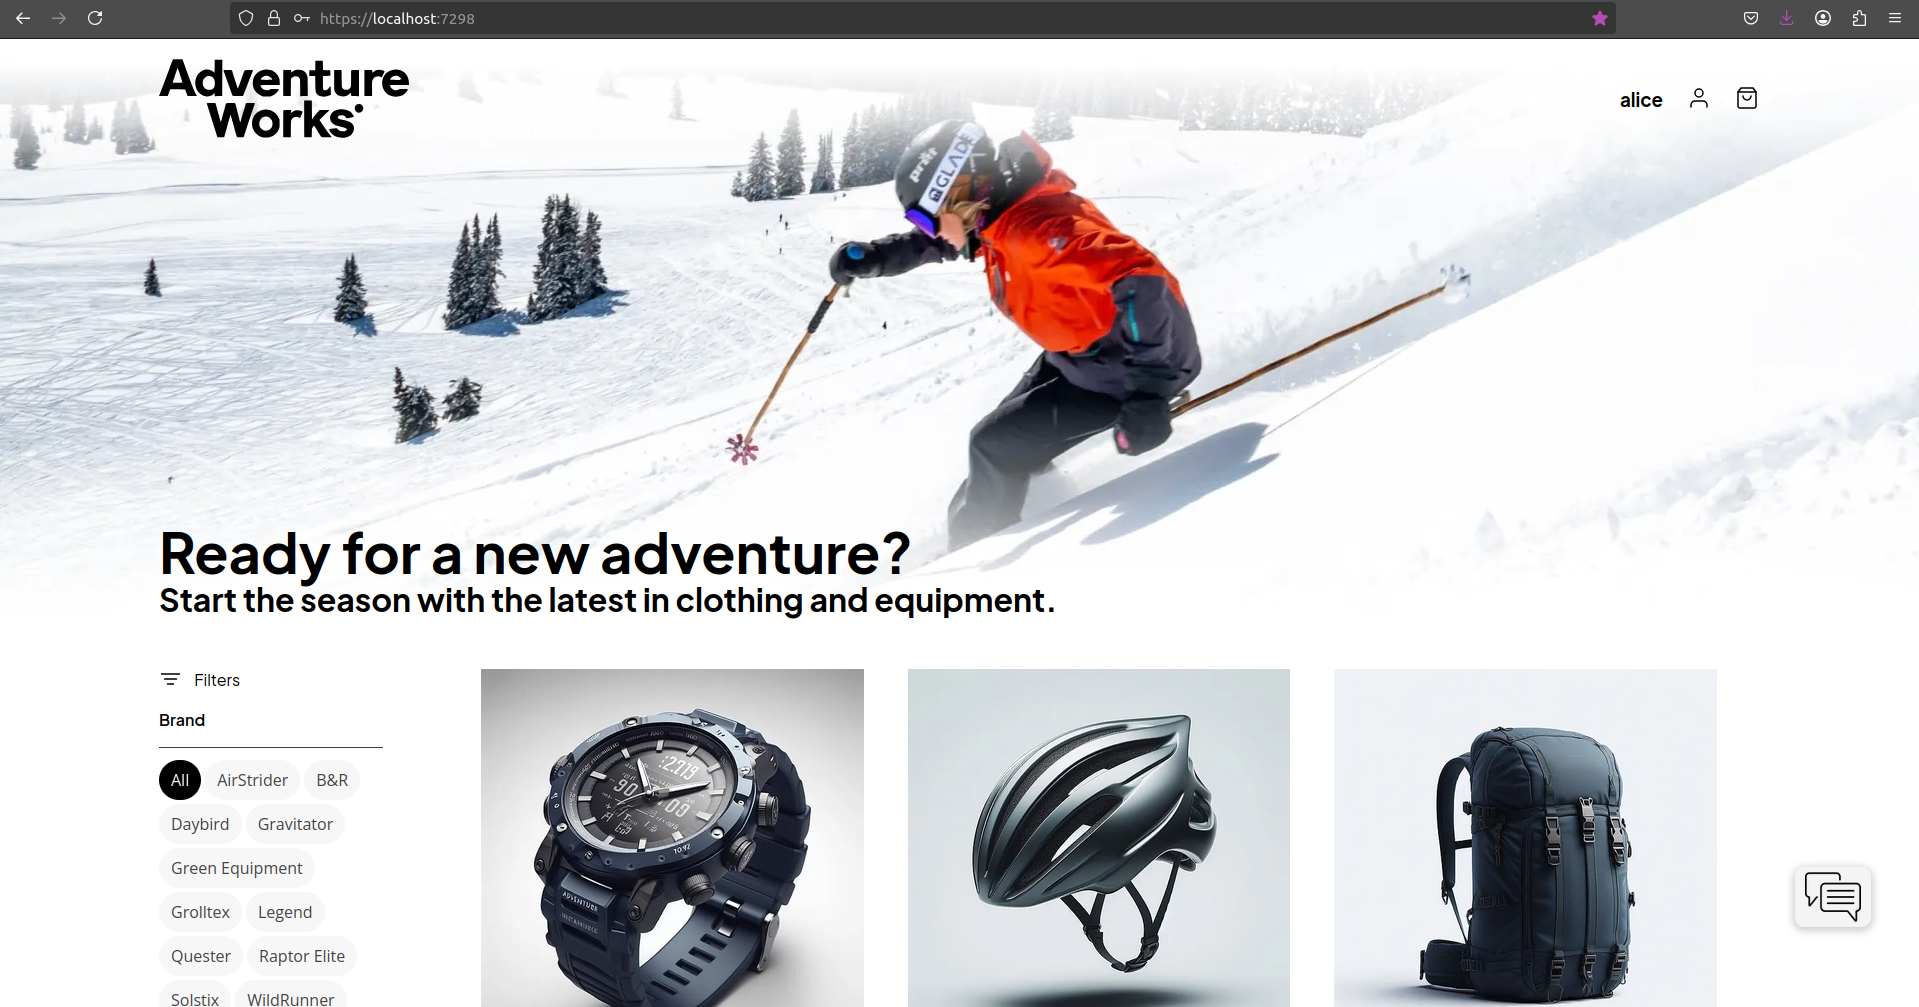 https://localhost:7298
Adventure
Works
alice
GLADE
Ready for a new adventure?
Start the season with the latest in clothing and equipment.
Filters
Brand
All AirStrider B&R
Daybird Gravitator
Green Equipment
Grolltex Legend
Quester Raptor Elite
Solstix WildRunner